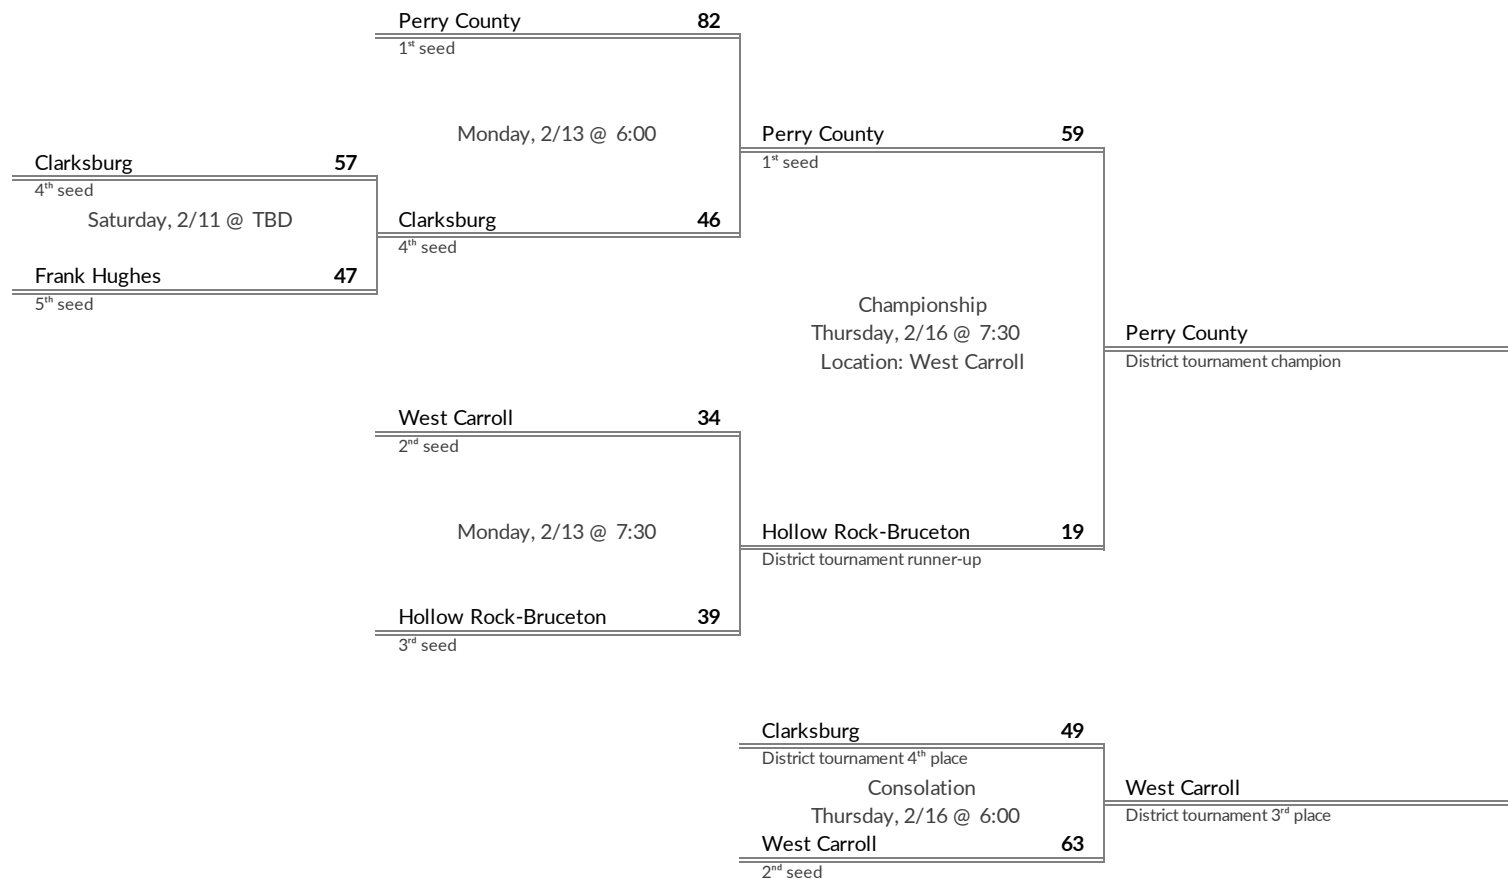 Perry County 82
1st seed
Monday, 2/13 @ 6:00
Perry County 59
1st seed
Clarksburg 57
4th seed
Saturday, 2/11 @ TBD
Clarksburg 46
4th seed
Frank Hughes 47
5th seed
Championship
Thursday, 2/16 @ 7:30
Location: West Carroll
Perry County
District tournament champion
West Carroll 34
2nd seed
Monday, 2/13 @ 7:30
Hollow Rock-Bruceton 19
District tournament runner-up
Hollow Rock-Bruceton 39
3rd seed
Clarksburg 49
District tournament 4th place
Consolation
Thursday, 2/16 @ 6:00
West Carroll
District tournament 3rd place
West Carroll 63
2nd seed